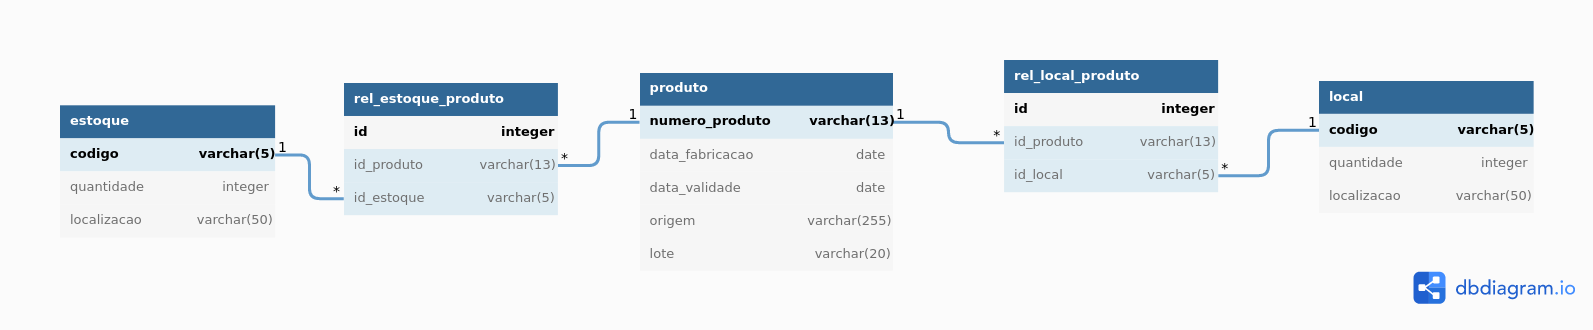 estoque
codigo varchar(5)
quantidade integer
localizacao varchar(50)
1
*
rel_estoque_produto
id integer
id_produto varchar(13)
id_estoque varchar(5)
*
1
produto
numero_produto varchar(13)
data_fabricacao date
data_validade date
origem varchar(255)
lote varchar(20)
1
*
rel_local_produto
id integer
id_produto varchar(13)
id_local varchar(5)
*
1
local
codigo varchar(5)
quantidade integer
localizacao varchar(50)
dbdiagram.io